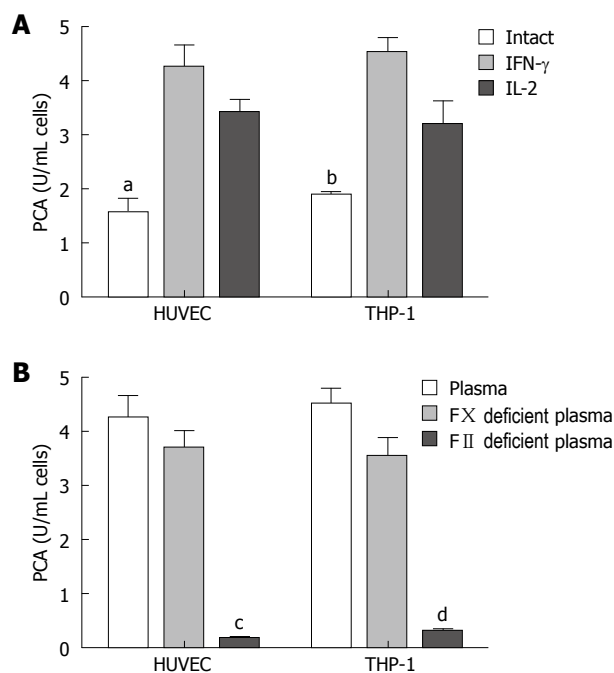 A
5
4
3
2
1
0
PCA (U/mL cells)
a
b
HUVEC
THP-1
Intact
IFN-γ
IL-2
B
5
4
3
2
1
0
PCA (U/mL cells)
c
d
HUVEC
THP-1
Plasma
FⅩ deficient plasma
FⅡ deficient plasma